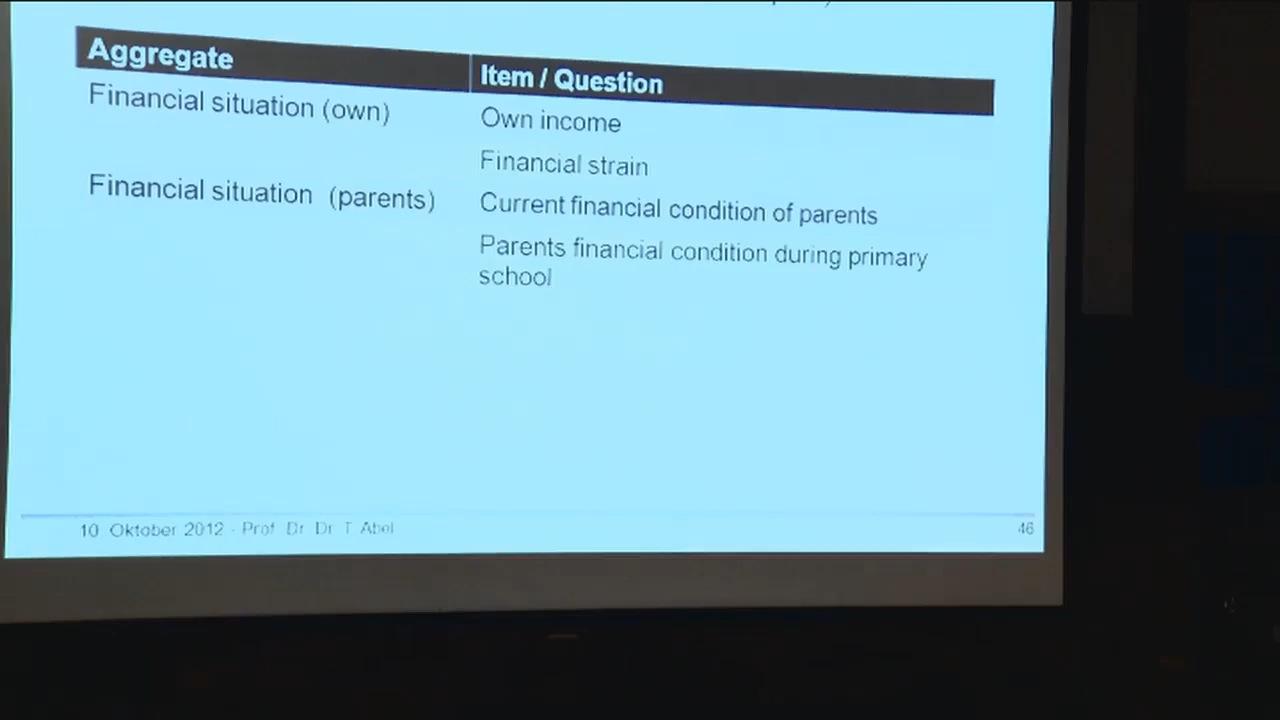 Aggregate Item / Question
Financial situation (own) Own income
Financial strain
Financial situation (parents) Current financial condition of parents
Parents financial condition during primary
school
10 Oktober 2012 - Prof Dr Dr T Abel 46